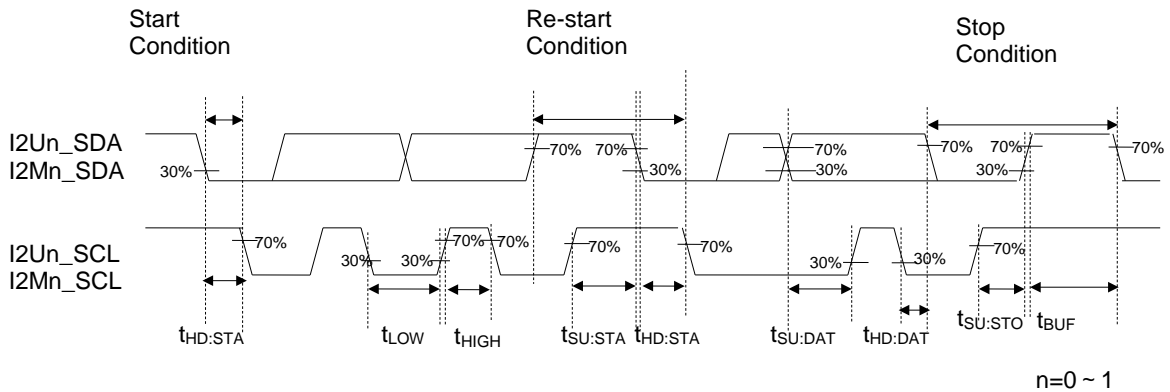 Start
Condition
Re-start
Condition
Stop
Condition
I2Un_SDA
I2Mn_SDA
30%
70%
70%
30%
70%
30%
70%
30%
70%
70%
I2Un_SCL
I2Mn_SCL
70%
30%
30%
70%
70%
70%
70%
30%
30%
70%
tHD:STA
tLOW
tHIGH
tSU:STA
tHD:STA
tSU:DAT
tHD:DAT
tSU:STO
tBUF
n=0 ~ 1